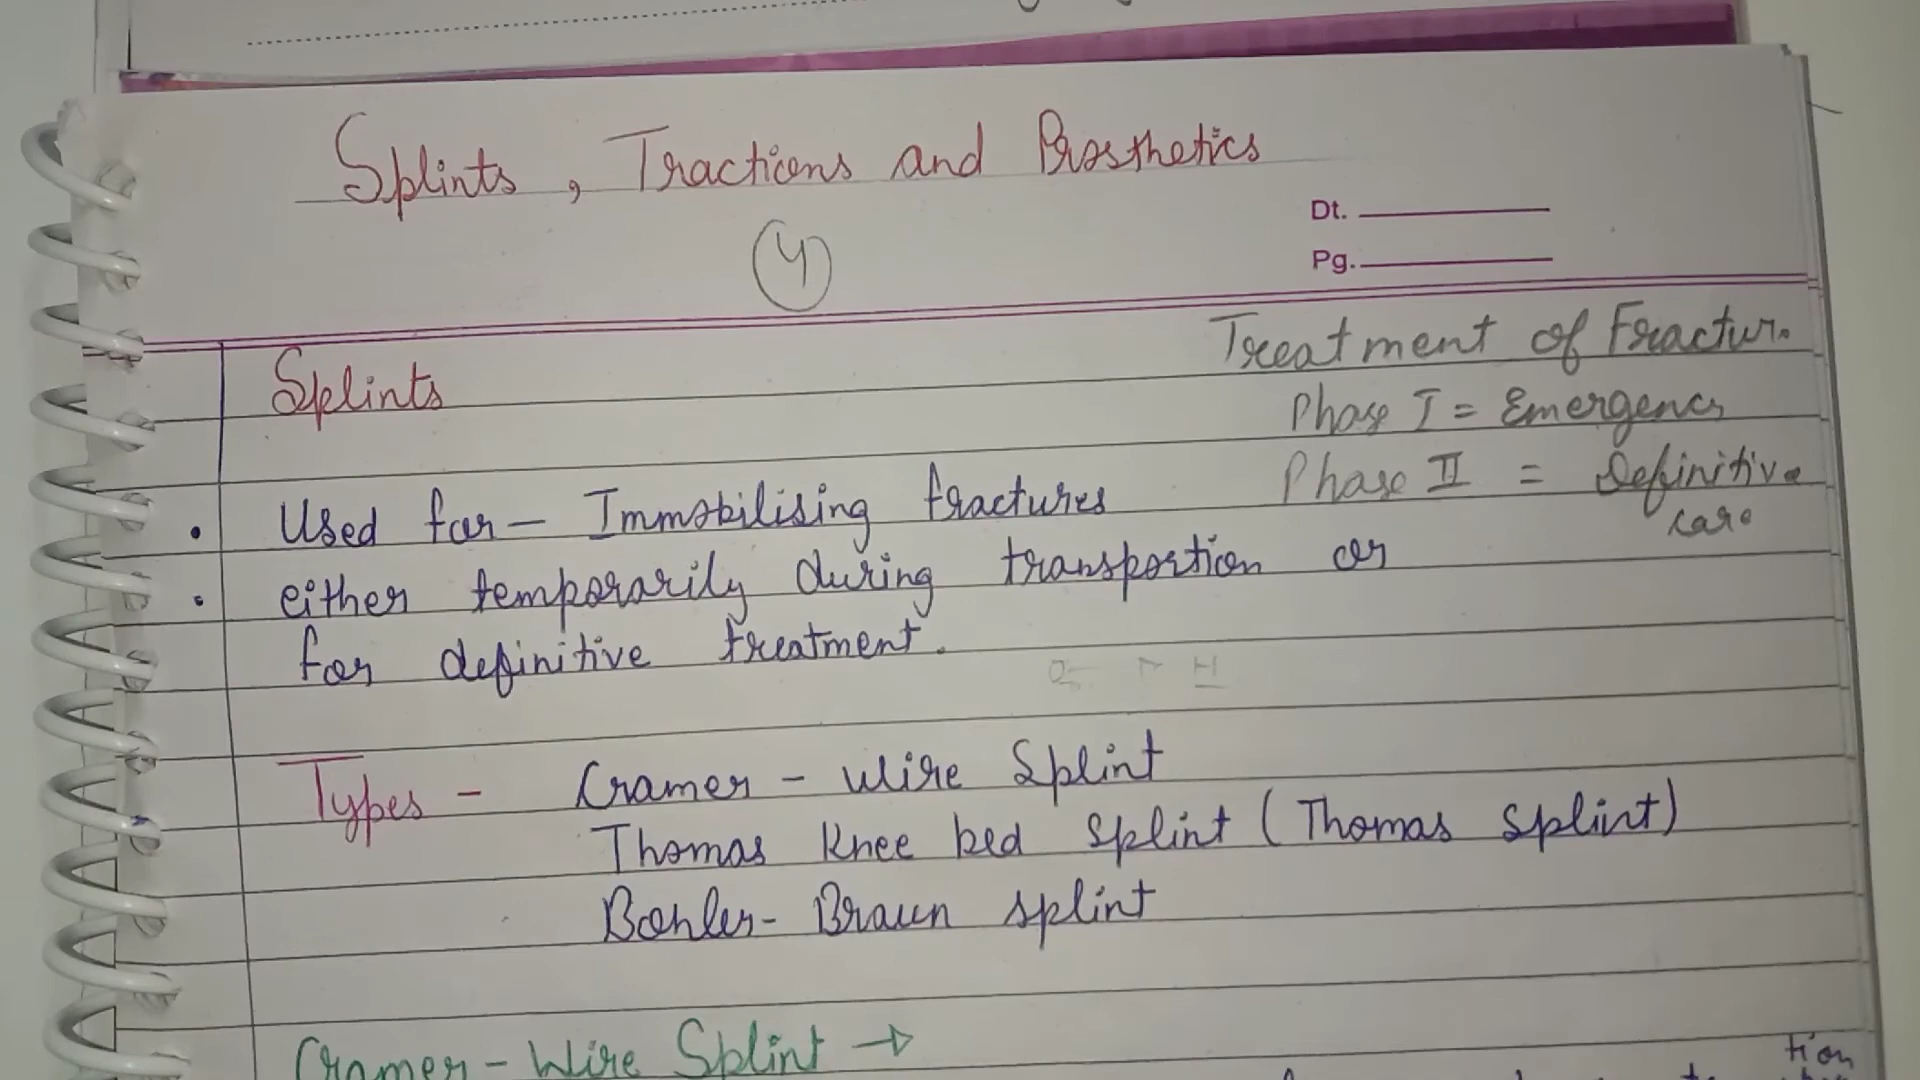 Splints, Tractions and Prosthetics
4
Dt.
Pg.
Treatment of Fractur.
Phase I = Emergency
Phase II = Definitive
care
Splints
• Used for – Immobilising fractures
• either temporarily during transportion or
for definitive treatment.
Types – Cramer – Wire Splint
Thomas Knee bed splint (Thomas splint)
Bohler - Braun splint
Cramer – Wire Splint →
tion